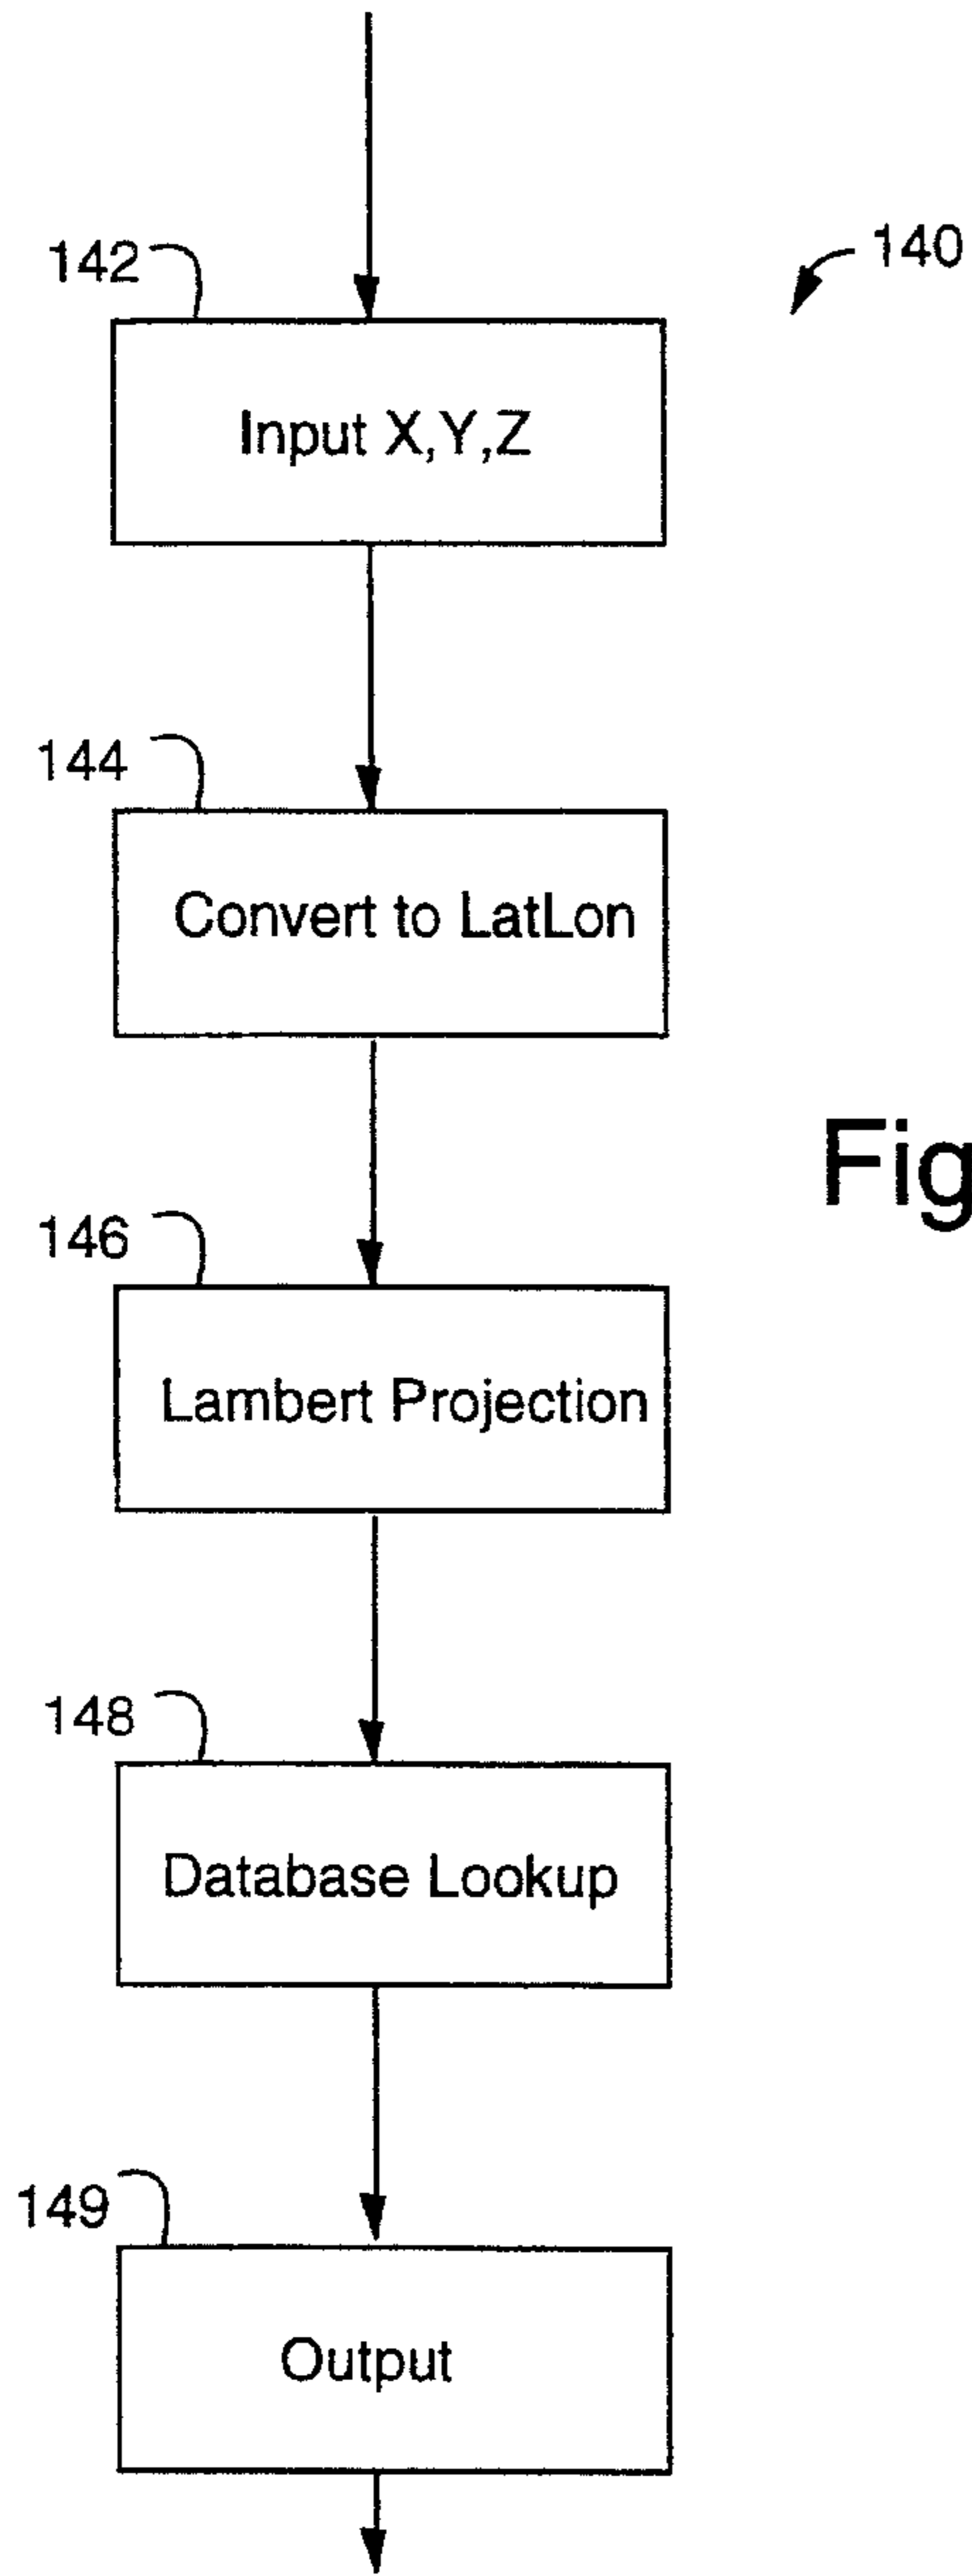 142
140
Input X,Y,Z
144
Convert to LatLon
Fig
146
Lambert Projection
148
Database Lookup
149
Output